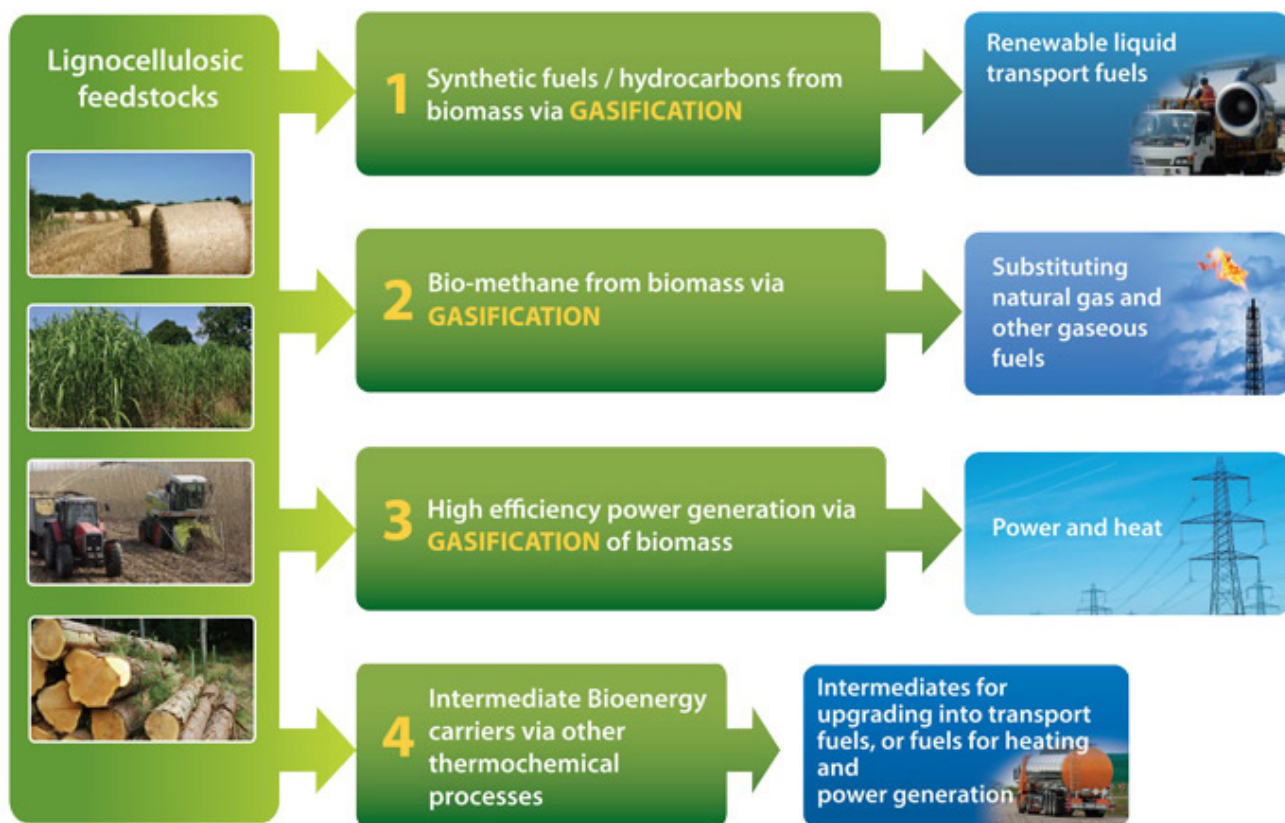 Lignocellulosic
feedstocks
1
Synthetic fuels / hydrocarbons from
biomass via GASIFICATION
Renewable liquid
transport fuels
2
Bio-methane from biomass via
GASIFICATION
Substituting
natural gas and
other gaseous
fuels
3
High efficiency power generation via
GASIFICATION of biomass
Power and heat
4
Intermediate Bioenergy
carriers via other
thermochemical
processes
Intermediates for
upgrading into transport
fuels, or fuels for heating
and
power generation